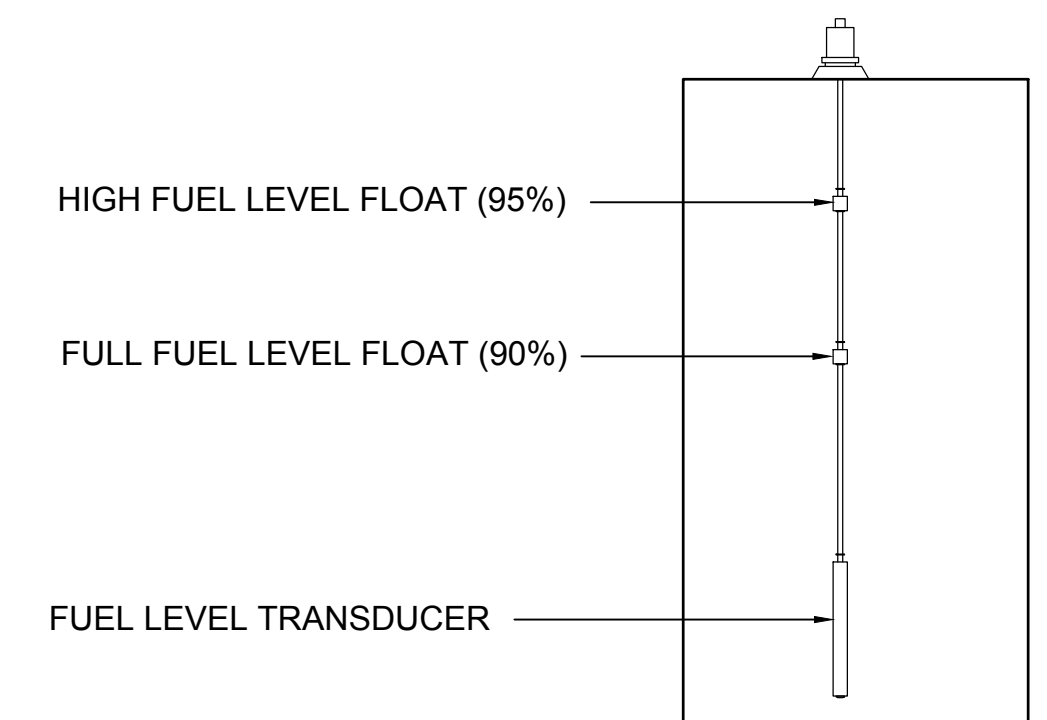 HIGH FUEL LEVEL FLOAT (95%)
FULL FUEL LEVEL FLOAT (90%)
FUEL LEVEL TRANSDUCER